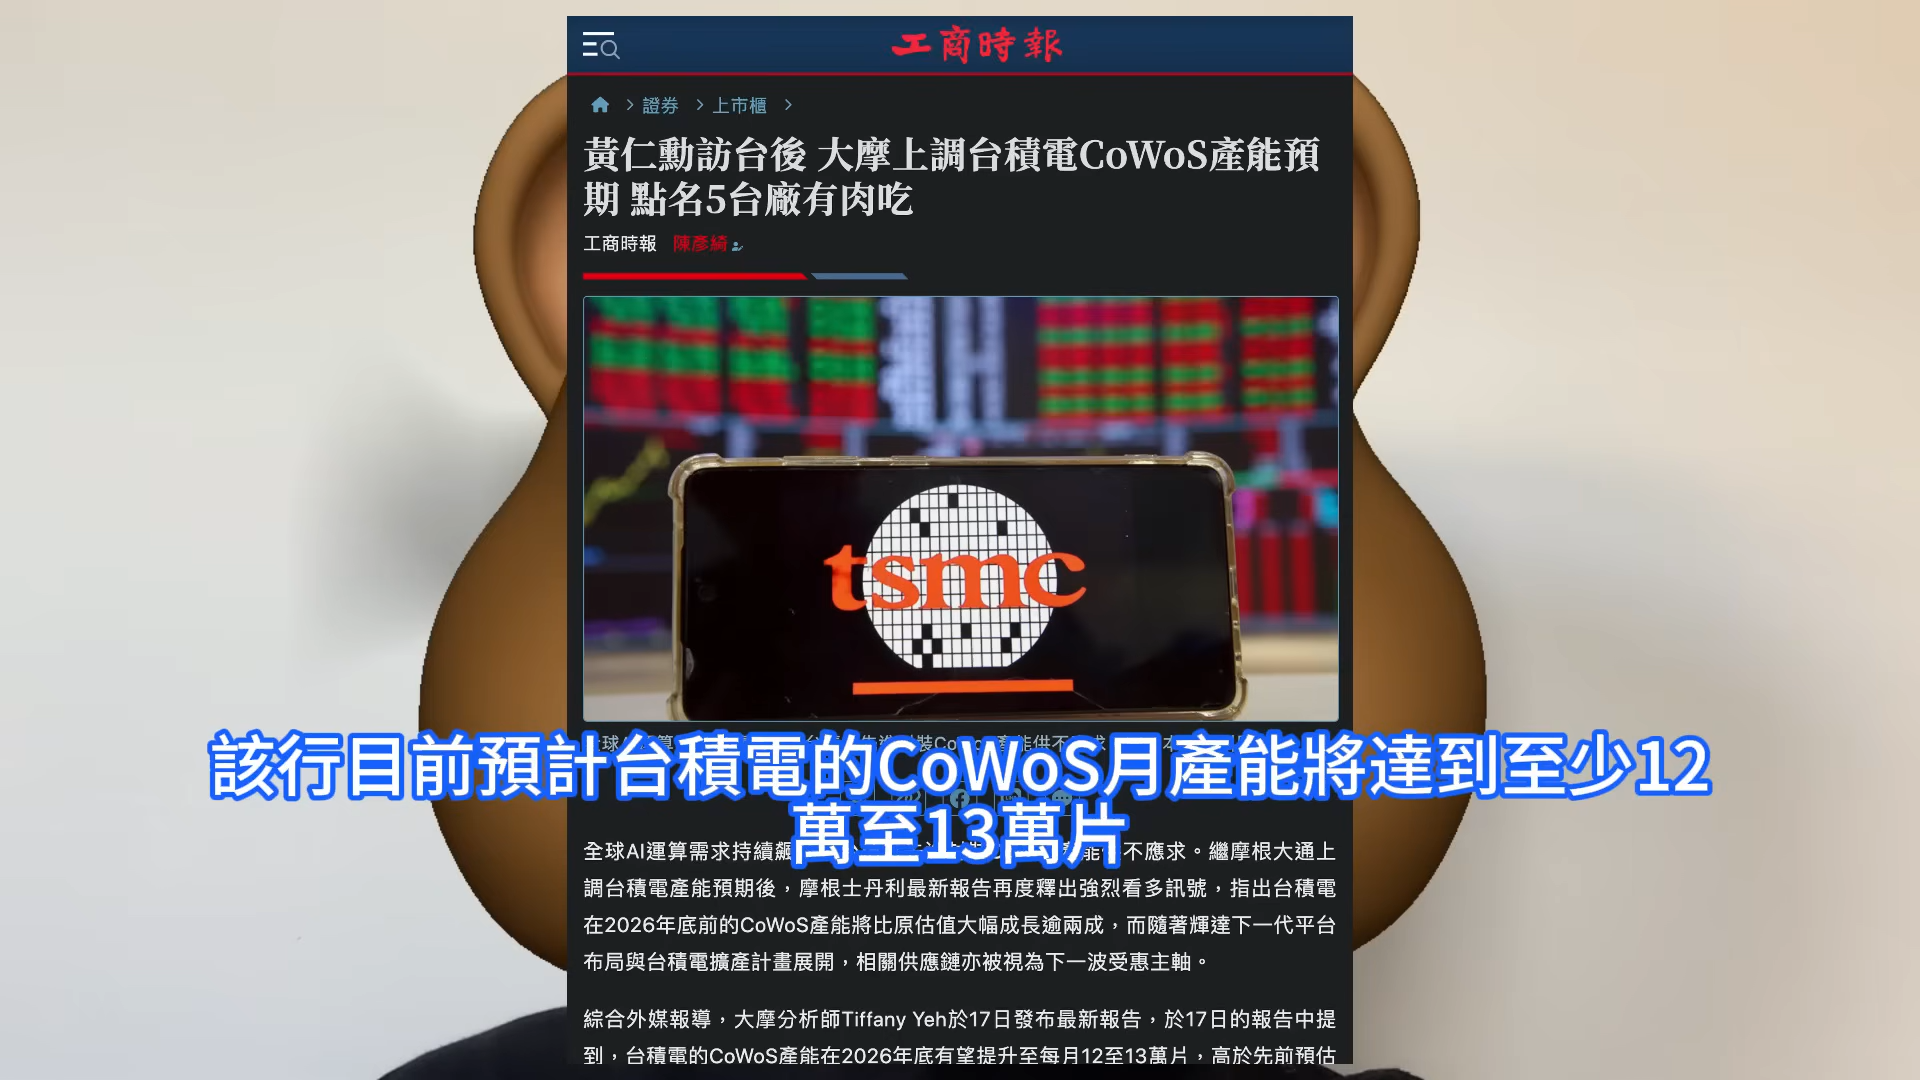 工商時報
證券 上市櫃
黃仁勳訪台後 大摩上調台積電CoWoS產能預
期 點名5台廠有肉吃
工商時報 陳彥綺
tsmc
該行目前預計台積電的CoWoS月產能將達到至少12
萬至13萬片
全球AI運算需求持續飆 不應求。繼摩根大通上
調台積電產能預期後,摩根士丹利最新報告再度釋出強烈看多訊號,指出台積電
在2026年底前的CoWoS產能將比原估值大幅成長逾兩成,而隨著輝達下一代平台
布局與台積電擴產計畫展開,相關供應鏈亦被視為下一波受惠主軸。
綜合外媒報導,大摩分析師Tiffany Yeh於17日發布最新報告,於17日的報告中提
到,台積電的CoWoS產能在2026年底有望提升至每月12至13萬片,高於先前預估